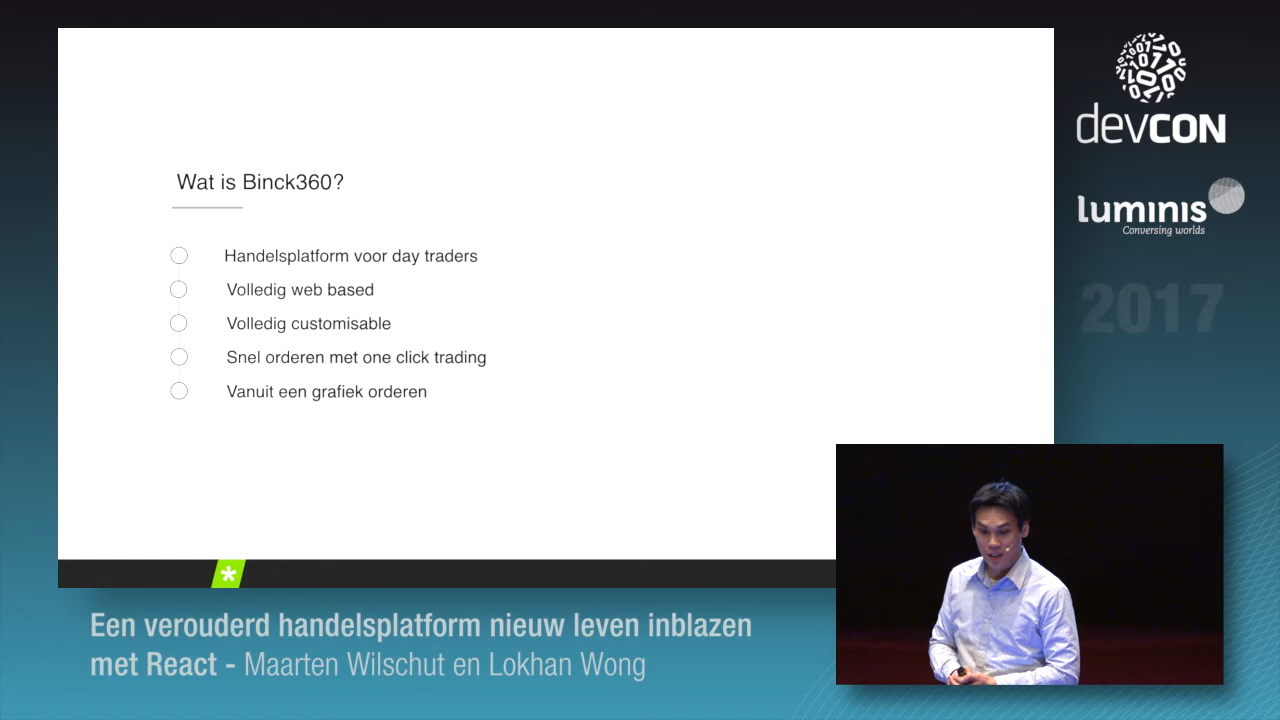 Wat is Binck360?
Handelsplatform voor day traders
Volledig web based
Volledig customisable
Snel orderen met one click trading
Vanuit een grafiek orderen
devCON
luminis
Conversing worlds
2017
Een verouderd handelsplatform nieuw leven inblazen
met React - Maarten Wilschut en Lokhan Wong